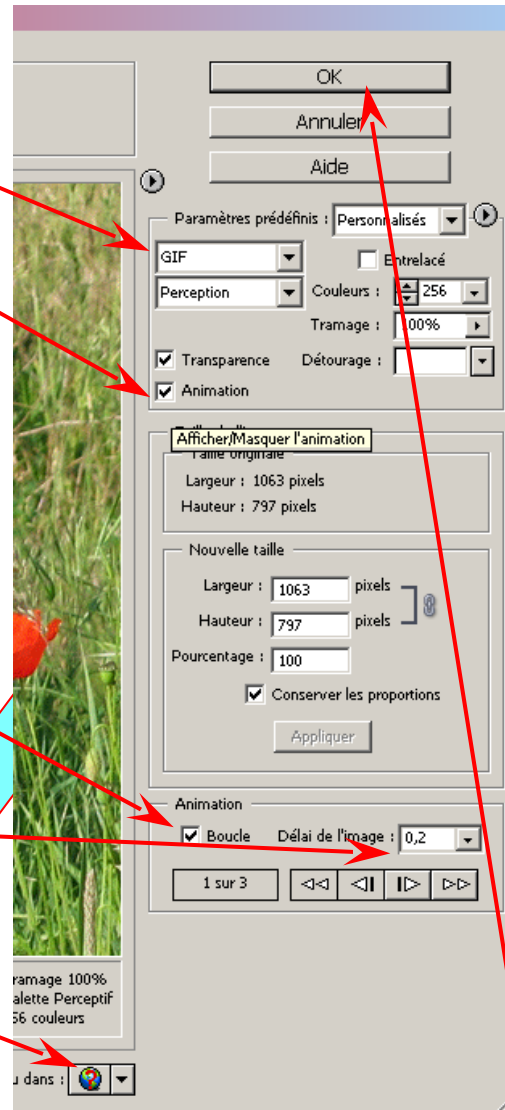 OK
Annuler
Aide
Paramètres prédéfinis : Personnalisés
GIF
Entrelacé
Perception
Couleurs : 256
Tramage : 100%
Transparence Détourage :
Animation
Afficher/Masquer l'animation
Taille originale
Largeur : 1063 pixels
Hauteur : 797 pixels
Nouvelle taille
Largeur : 1063 pixels
Hauteur : 797 pixels
Pourcentage : 100
Conserver les proportions
Appliquer
Animation
Boucle Délai de l'image : 0,2
1 sur 3
ramage 100%
alette Perceptif
56 couleurs
u dans :